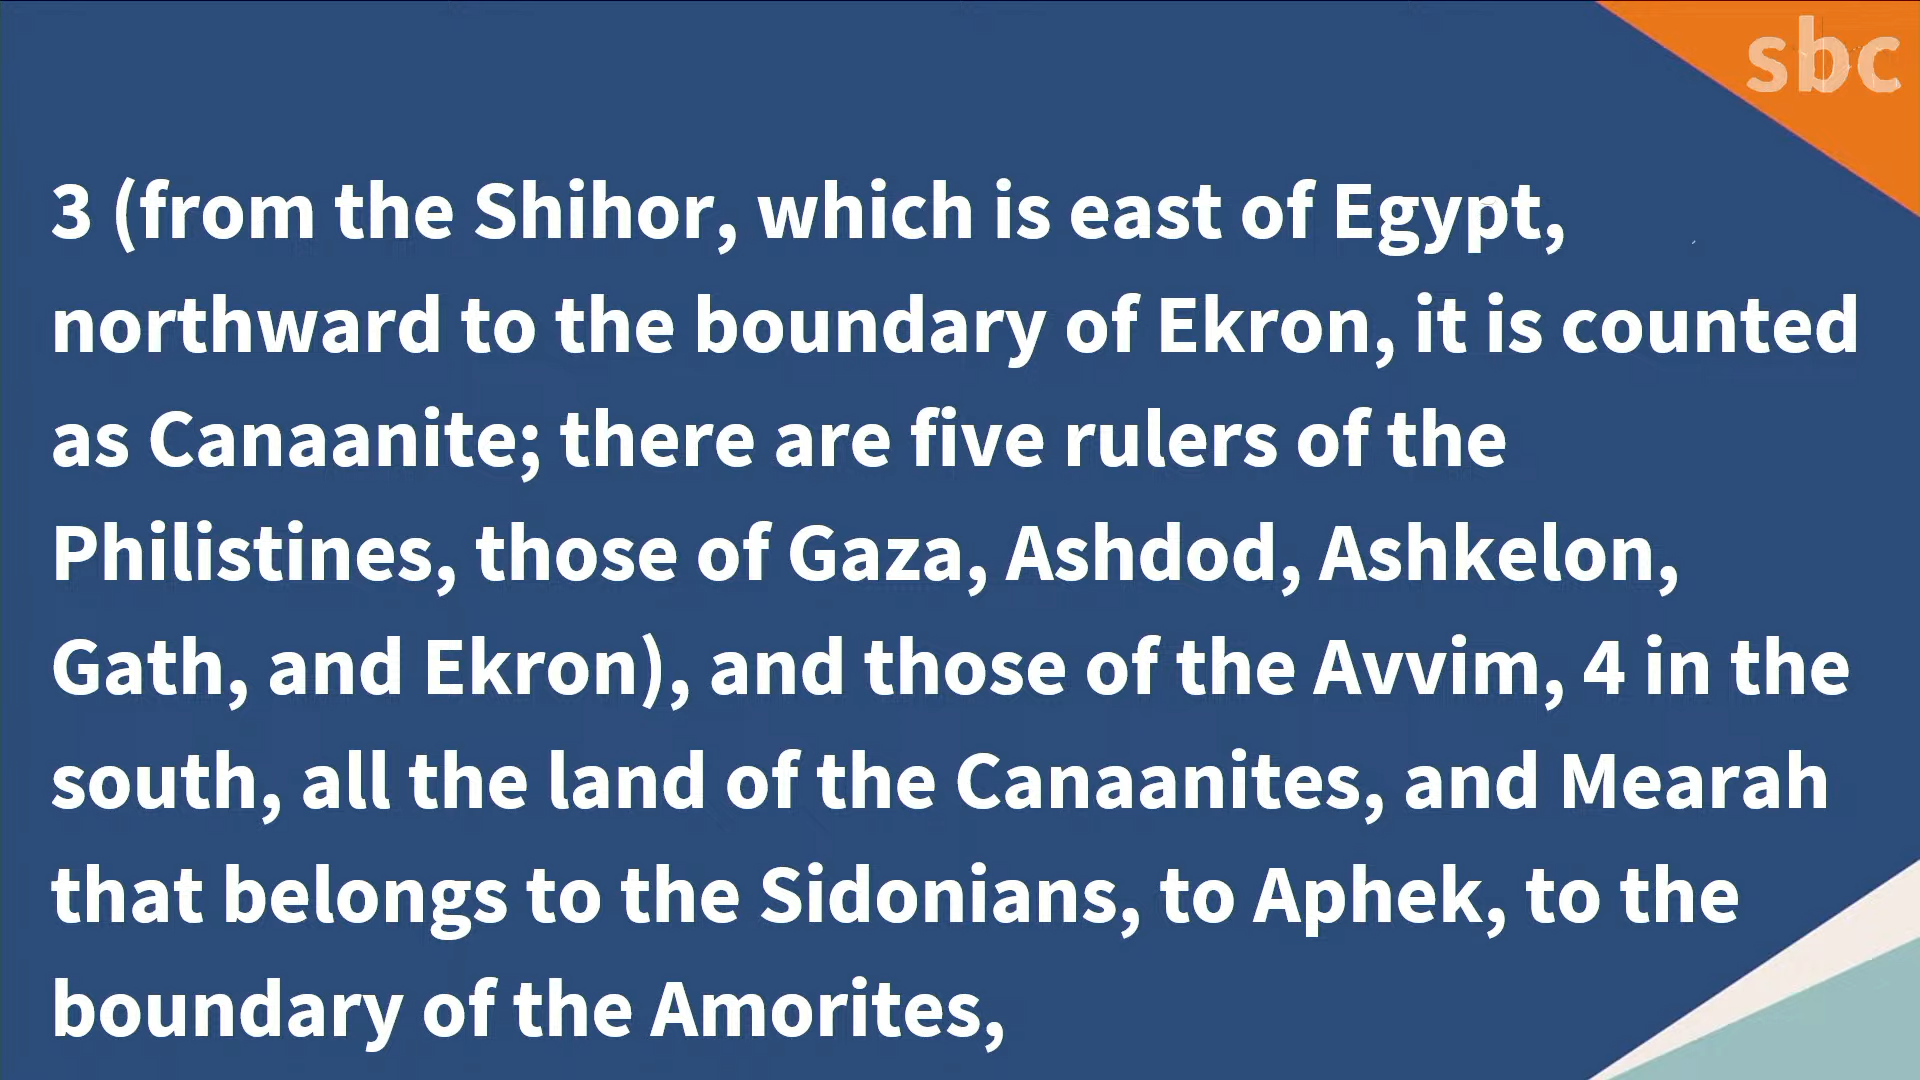 sbc
3 (from the Shihor, which is east of Egypt,
northward to the boundary of Ekron, it is counted
as Canaanite; there are five rulers of the
Philistines, those of Gaza, Ashdod, Ashkelon,
Gath, and Ekron), and those of the Avvim, 4 in the
south, all the land of the Canaanites, and Mearah
that belongs to the Sidonians, to Aphek, to the
boundary of the Amorites,